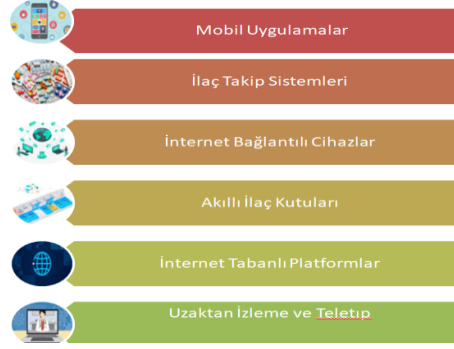 Mobil Uygulamalar
İlaç Takip Sistemleri
İnternet Bağlantılı Cihazlar
Akıllı İlaç Kutuları
İnternet Tabanlı Platformlar
Uzaktan İzleme ve Teletıp